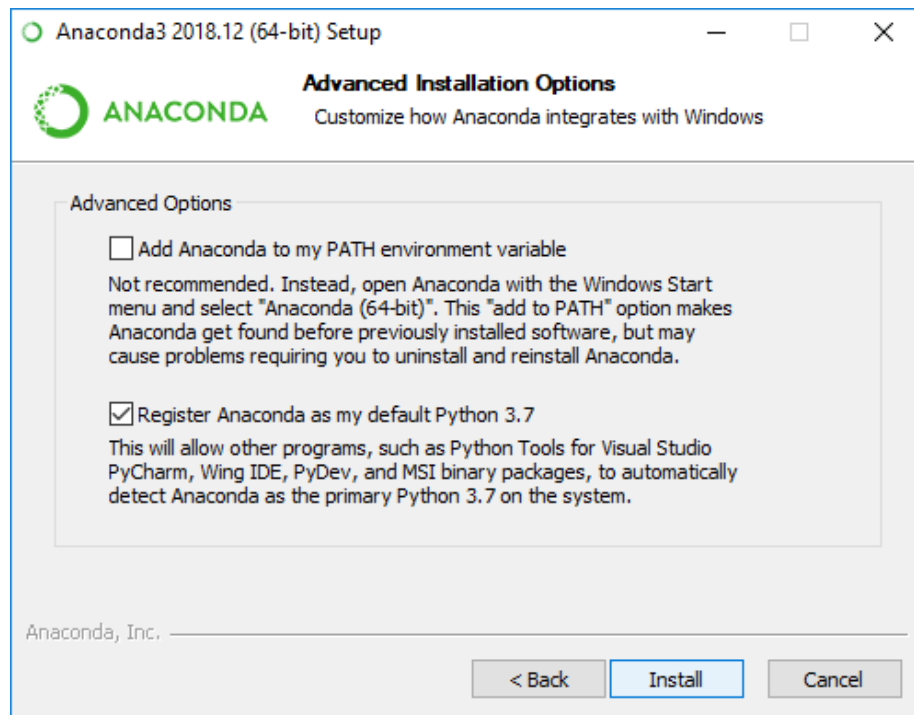 Anaconda3 2018.12 (64-bit) Setup
ANACONDA
Advanced Installation Options
Customize how Anaconda integrates with Windows
Advanced Options
Add Anaconda to my PATH environment variable
Not recommended. Instead, open Anaconda with the Windows Start
menu and select "Anaconda (64-bit)". This "add to PATH" option makes
Anaconda get found before previously installed software, but may
cause problems requiring you to uninstall and reinstall Anaconda.
Register Anaconda as my default Python 3.7
This will allow other programs, such as Python Tools for Visual Studio
PyCharm, Wing IDE, PyDev, and MSI binary packages, to automatically
detect Anaconda as the primary Python 3.7 on the system.
Anaconda, Inc.
< Back Install Cancel